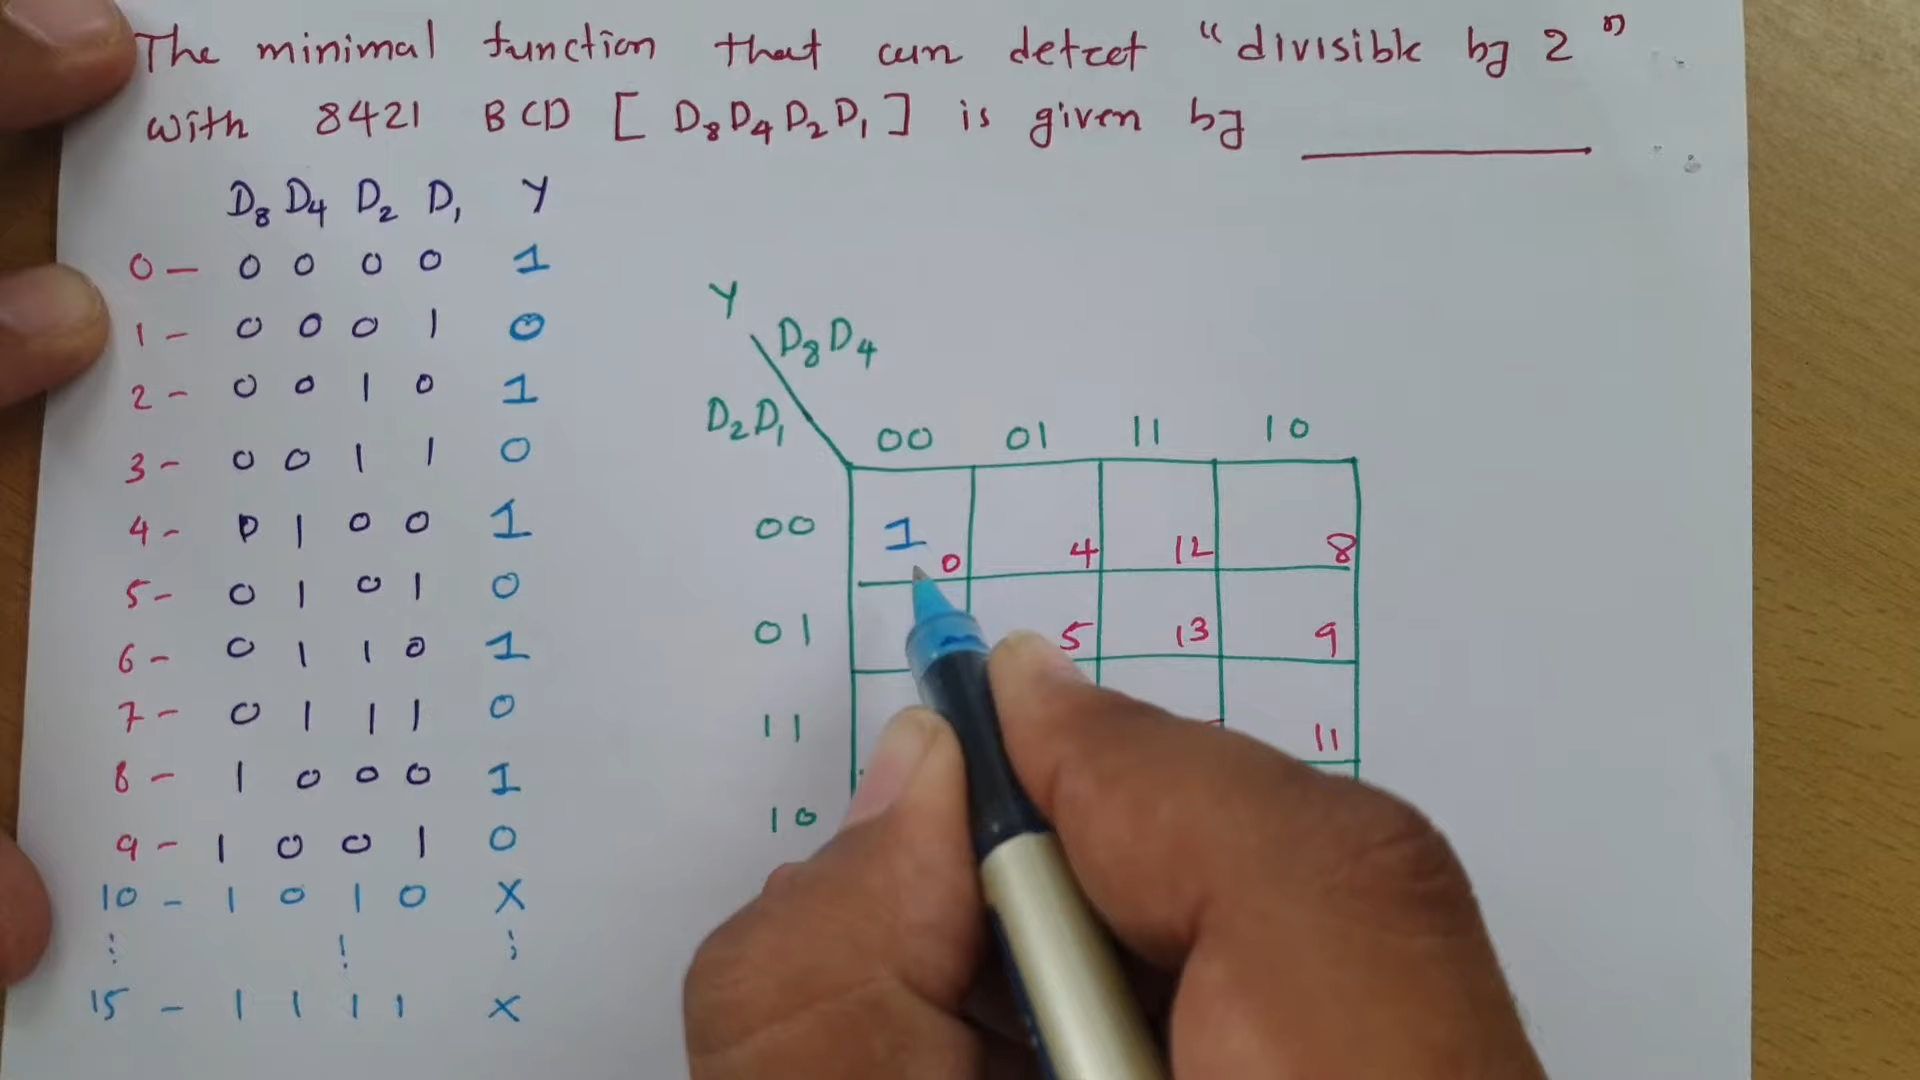 The minimal function that can detect "divisible by 2"
with 8421 BCD [D₈D₄D₂D₁] is given by ________
D₈ D₄ D₂ D₁ Y
0 – 0 0 0 0 1
1 – 0 0 0 1 0
2 – 0 0 1 0 1
3 – 0 0 1 1 0
4 – 0 1 0 0 1
5 – 0 1 0 1 0
6 – 0 1 1 0 1
7 – 0 1 1 1 0
8 – 1 0 0 0 1
9 – 1 0 0 1 0
10 – 1 0 1 0 X
⋮ ⋮ ⋮
15 – 1 1 1 1 X
Y
D₈D₄
D₂D₁
00 01 11 10
00 1 0 4 12 8
01 5 13 9
11 11
10